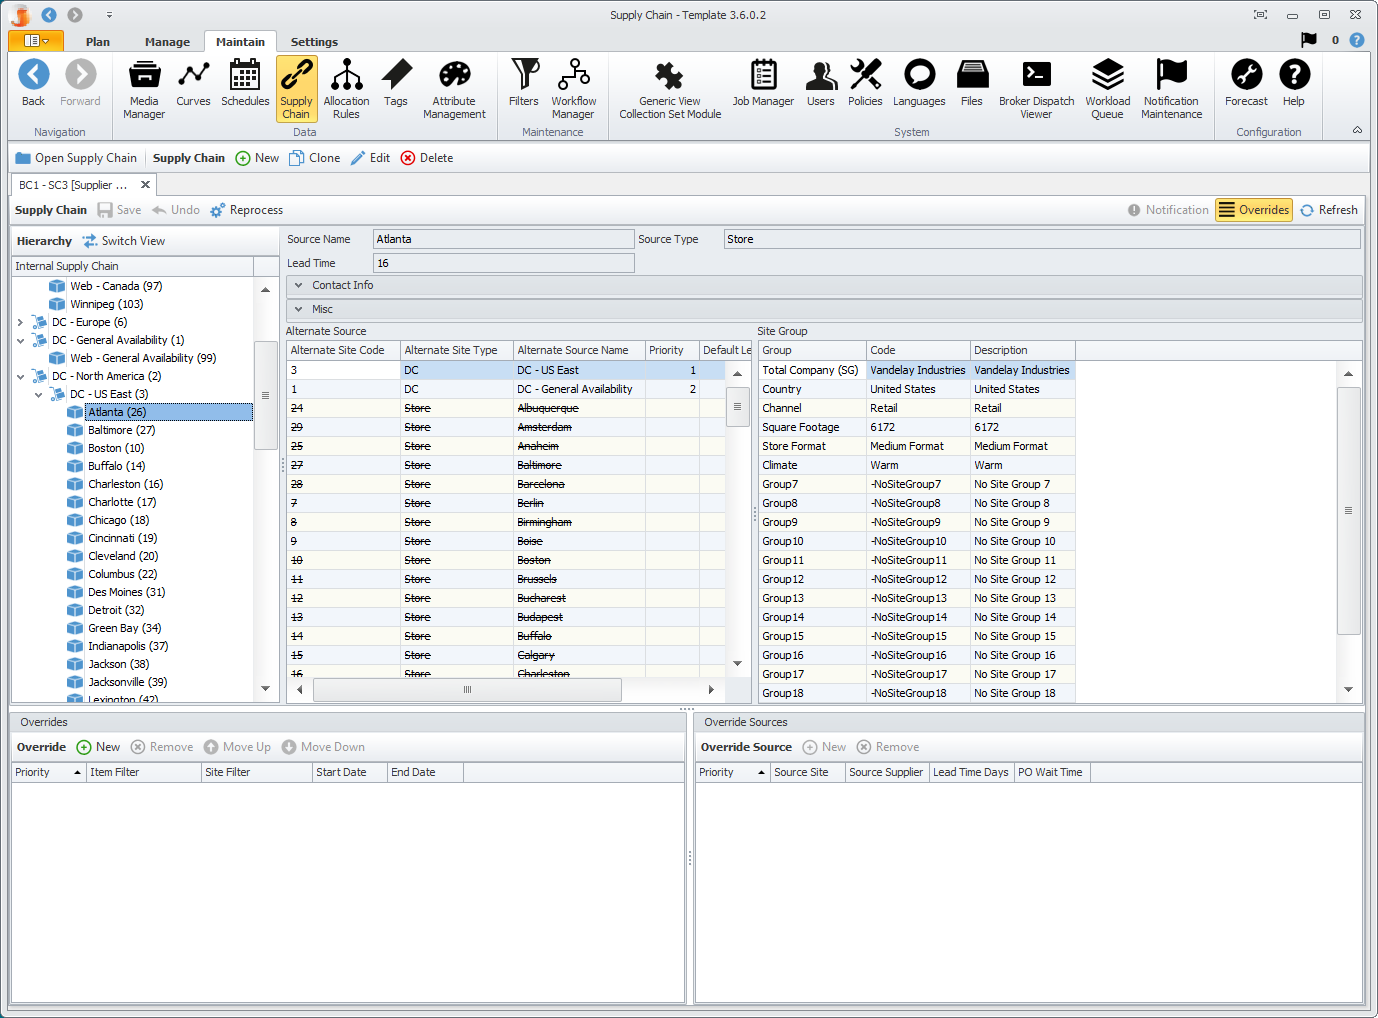 Supply Chain - Template 3.6.0.2
Plan Manage Maintain Settings 0
Back Forward Media Manager Curves Schedules Supply Chain Allocation Rules Tags Attribute Management Filters Workflow Manager Generic View Collection Set Module Job Manager Users Policies Languages Files Broker Dispatch Viewer Workload Queue Notification Maintenance Forecast Help
Navigation Data Maintenance System Configuration
Open Supply Chain Supply Chain New Clone Edit Delete
BC1 - SC3 [Supplier ...
Supply Chain Save Undo Reprocess Notification Overrides Refresh
Hierarchy Switch View
Internal Supply Chain
Web - Canada (97)
Winnipeg (103)
DC - Europe (6)
DC - General Availability (1)
Web - General Availability (99)
DC - North America (2)
DC - US East (3)
Atlanta (26)
Baltimore (27)
Boston (10)
Buffalo (14)
Charleston (16)
Charlotte (17)
Chicago (18)
Cincinnati (19)
Cleveland (20)
Columbus (22)
Des Moines (31)
Detroit (32)
Green Bay (34)
Indianapolis (37)
Jackson (38)
Jacksonville (39)
Lexington (42)
Source Name Atlanta Source Type Store
Lead Time 16
Contact Info
Misc
Alternate Source
Alternate Site Code Alternate Site Type Alternate Source Name Priority Default Le
3 DC DC - US East 1
1 DC DC - General Availability 2
24 Store Albuquerque
29 Store Amsterdam
25 Store Anaheim
27 Store Baltimore
28 Store Barcelona
7 Store Berlin
8 Store Birmingham
9 Store Boise
10 Store Boston
11 Store Brussels
12 Store Bucharest
13 Store Budapest
14 Store Buffalo
15 Store Calgary
16 Store Charleston
Site Group
Group Code Description
Total Company (SG) Vandelay Industries Vandelay Industries
Country United States United States
Channel Retail Retail
Square Footage 6172 6172
Store Format Medium Format Medium Format
Climate Warm Warm
Group7 -NoSiteGroup7 No Site Group 7
Group8 -NoSiteGroup8 No Site Group 8
Group9 -NoSiteGroup9 No Site Group 9
Group10 -NoSiteGroup10 No Site Group 10
Group11 -NoSiteGroup11 No Site Group 11
Group12 -NoSiteGroup12 No Site Group 12
Group13 -NoSiteGroup13 No Site Group 13
Group14 -NoSiteGroup14 No Site Group 14
Group15 -NoSiteGroup15 No Site Group 15
Group16 -NoSiteGroup16 No Site Group 16
Group17 -NoSiteGroup17 No Site Group 17
Group18 -NoSiteGroup18 No Site Group 18
Overrides
Override New Remove Move Up Move Down
Priority Item Filter Site Filter Start Date End Date
Override Sources
Override Source New Remove
Priority Source Site Source Supplier Lead Time Days PO Wait Time